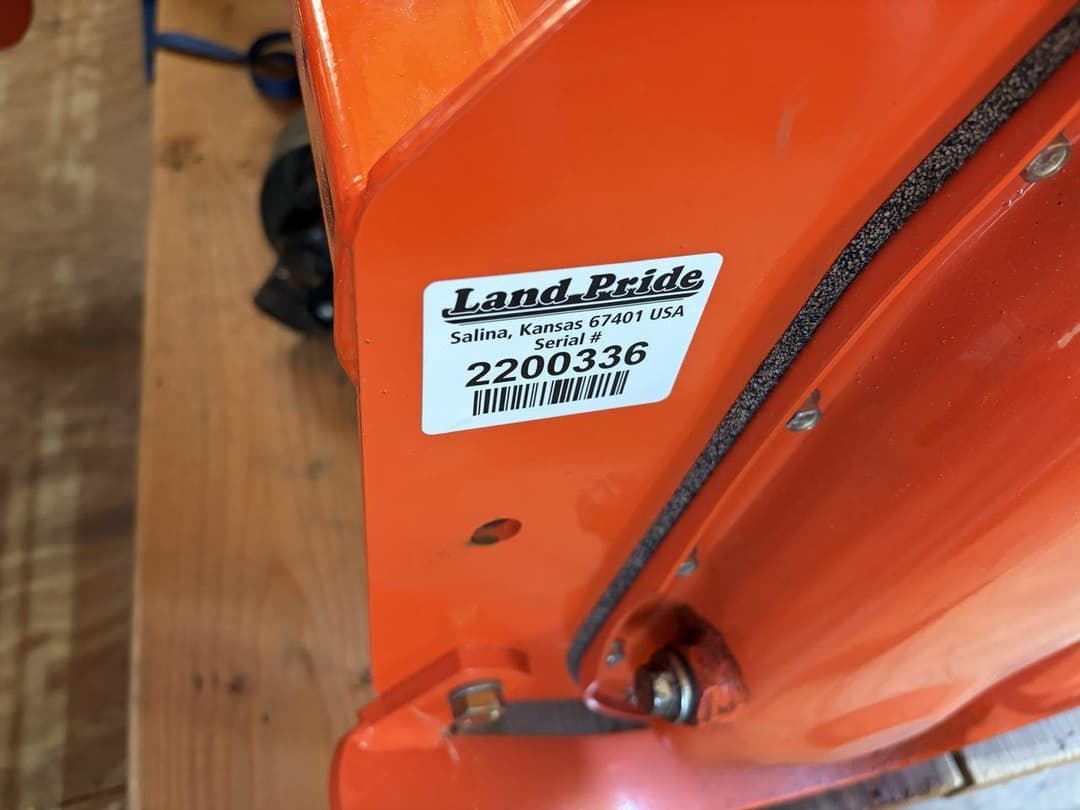 Land Pride
Salina, Kansas 67401 USA
Serial #
2200336